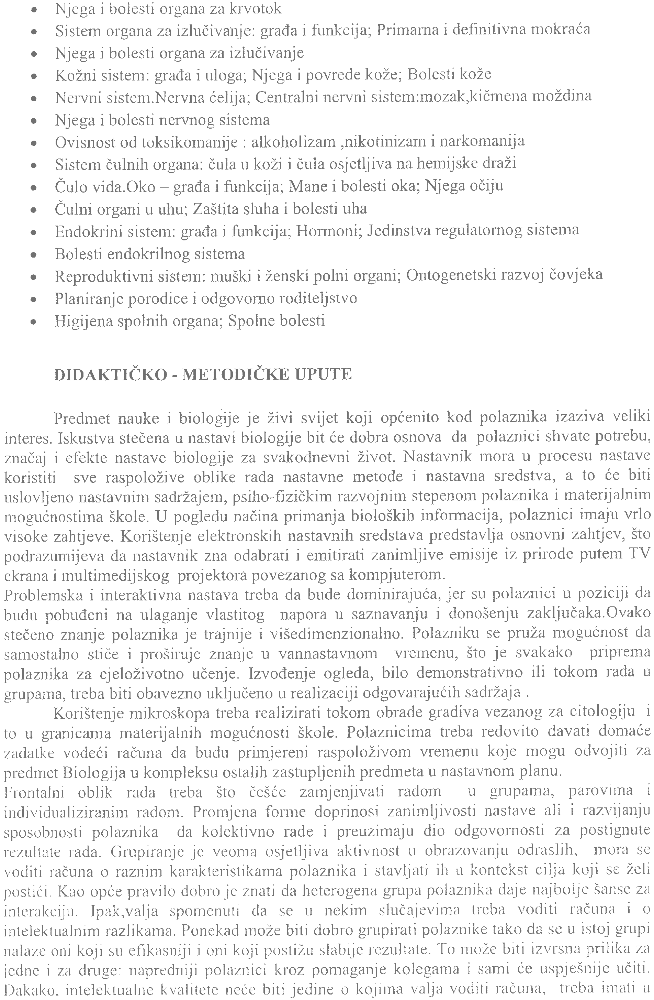 • Njega i bolesti organa za krvotok
• Sistem organa za izlučivanje: građa i funkcija; Primarna i definitivna mokraća
• Njega i bolesti organa za izlučivanje
• Kožni sistem: građa i uloga; Njega i povrede kože; Bolesti kože
• Nervni sistem.Nervna ćelija; Centralni nervni sistem:mozak,kičmena moždina
• Njega i bolesti nervnog sistema
• Ovisnost od toksikomanije : alkoholizam ,nikotinizam i narkomanija
• Sistem čulnih organa: čula u koži i čula osjetljiva na hemijske draži
• Čulo vida.Oko – građa i funkcija; Mane i bolesti oka; Njega očiju
• Čulni organi u uhu; Zaštita sluha i bolesti uha
• Endokrini sistem: građa i funkcija; Hormoni; Jedinstva regulatornog sistema
• Bolesti endokrilnog sistema
• Reproduktivni sistem: muški i ženski polni organi; Ontogenetski razvoj čovjeka
• Planiranje porodice i odgovorno roditeljstvo
• Higijena spolnih organa; Spolne bolesti
DIDAKTIČKO - METODIČKE UPUTE
Predmet nauke i biologije je živi svijet koji općenito kod polaznika izaziva veliki
interes. Iskustva stečena u nastavi biologije bit će dobra osnova da polaznici shvate potrebu,
značaj i efekte nastave biologije za svakodnevni život. Nastavnik mora u procesu nastave
koristiti sve raspoložive oblike rada nastavne metode i nastavna sredstva, a to će biti
uslovljeno nastavnim sadržajem, psiho-fizičkim razvojnim stepenom polaznika i materijalnim
mogućnostima škole. U pogledu načina primanja bioloških informacija, polaznici imaju vrlo
visoke zahtjeve. Korištenje elektronskih nastavnih sredstava predstavlja osnovni zahtjev, što
podrazumijeva da nastavnik zna odabrati i emitirati zanimljive emisije iz prirode putem TV
ekrana i multimedijskog projektora povezanog sa kompjuterom.
Problemska i interaktivna nastava treba da bude dominirajuća, jer su polaznici u poziciji da
budu pobuđeni na ulaganje vlastitog napora u saznavanju i donošenju zaključaka.Ovako
stečeno znanje polaznika je trajnije i višedimenzionalno. Polazniku se pruža mogućnost da
samostalno stiče i proširuje znanje u vannastavnom vremenu, što je svakako priprema
polaznika za cjeloživotno učenje. Izvođenje ogleda, bilo demonstrativno ili tokom rada u
grupama, treba biti obavezno uključeno u realizaciji odgovarajućih sadržaja .
Korištenje mikroskopa treba realizirati tokom obrade gradiva vezanog za citologiju i
to u granicama materijalnih mogućnosti škole. Polaznicima treba redovito davati domaće
zadatke vodeći računa da budu primjereni raspoloživom vremenu koje mogu odvojiti za
predmet Biologija u kompleksu ostalih zastupljenih predmeta u nastavnom planu.
Frontalni oblik rada treba što češće zamjenjivati radom u grupama, parovima i
individualiziranim radom. Promjena forme doprinosi zanimljivosti nastave ali i razvijanju
sposobnosti polaznika da kolektivno rade i preuzimaju dio odgovornosti za postignute
rezultate rada. Grupiranje je veoma osjetljiva aktivnost u obrazovanju odraslih, mora se
voditi računa o raznim karakteristikama polaznika i stavljati ih u kontekst cilja koji se želi
postići. Kao opće pravilo dobro je znati da heterogena grupa polaznika daje najbolje šanse za
interakciju. Ipak,valja spomenuti da se u nekim slučajevima treba voditi računa i o
intelektualnim razlikama. Ponekad može biti dobro grupirati polaznike tako da se u istoj grupi
nalaze oni koji su efikasniji i oni koji postižu slabije rezultate. To može biti izvrsna prilika za
jedne i za druge: napredniji polaznici kroz pomaganje kolegama i sami će uspješnije učiti.
Dakako, intelektualne kvalitete neće biti jedine o kojima valja voditi računa, treba imati u